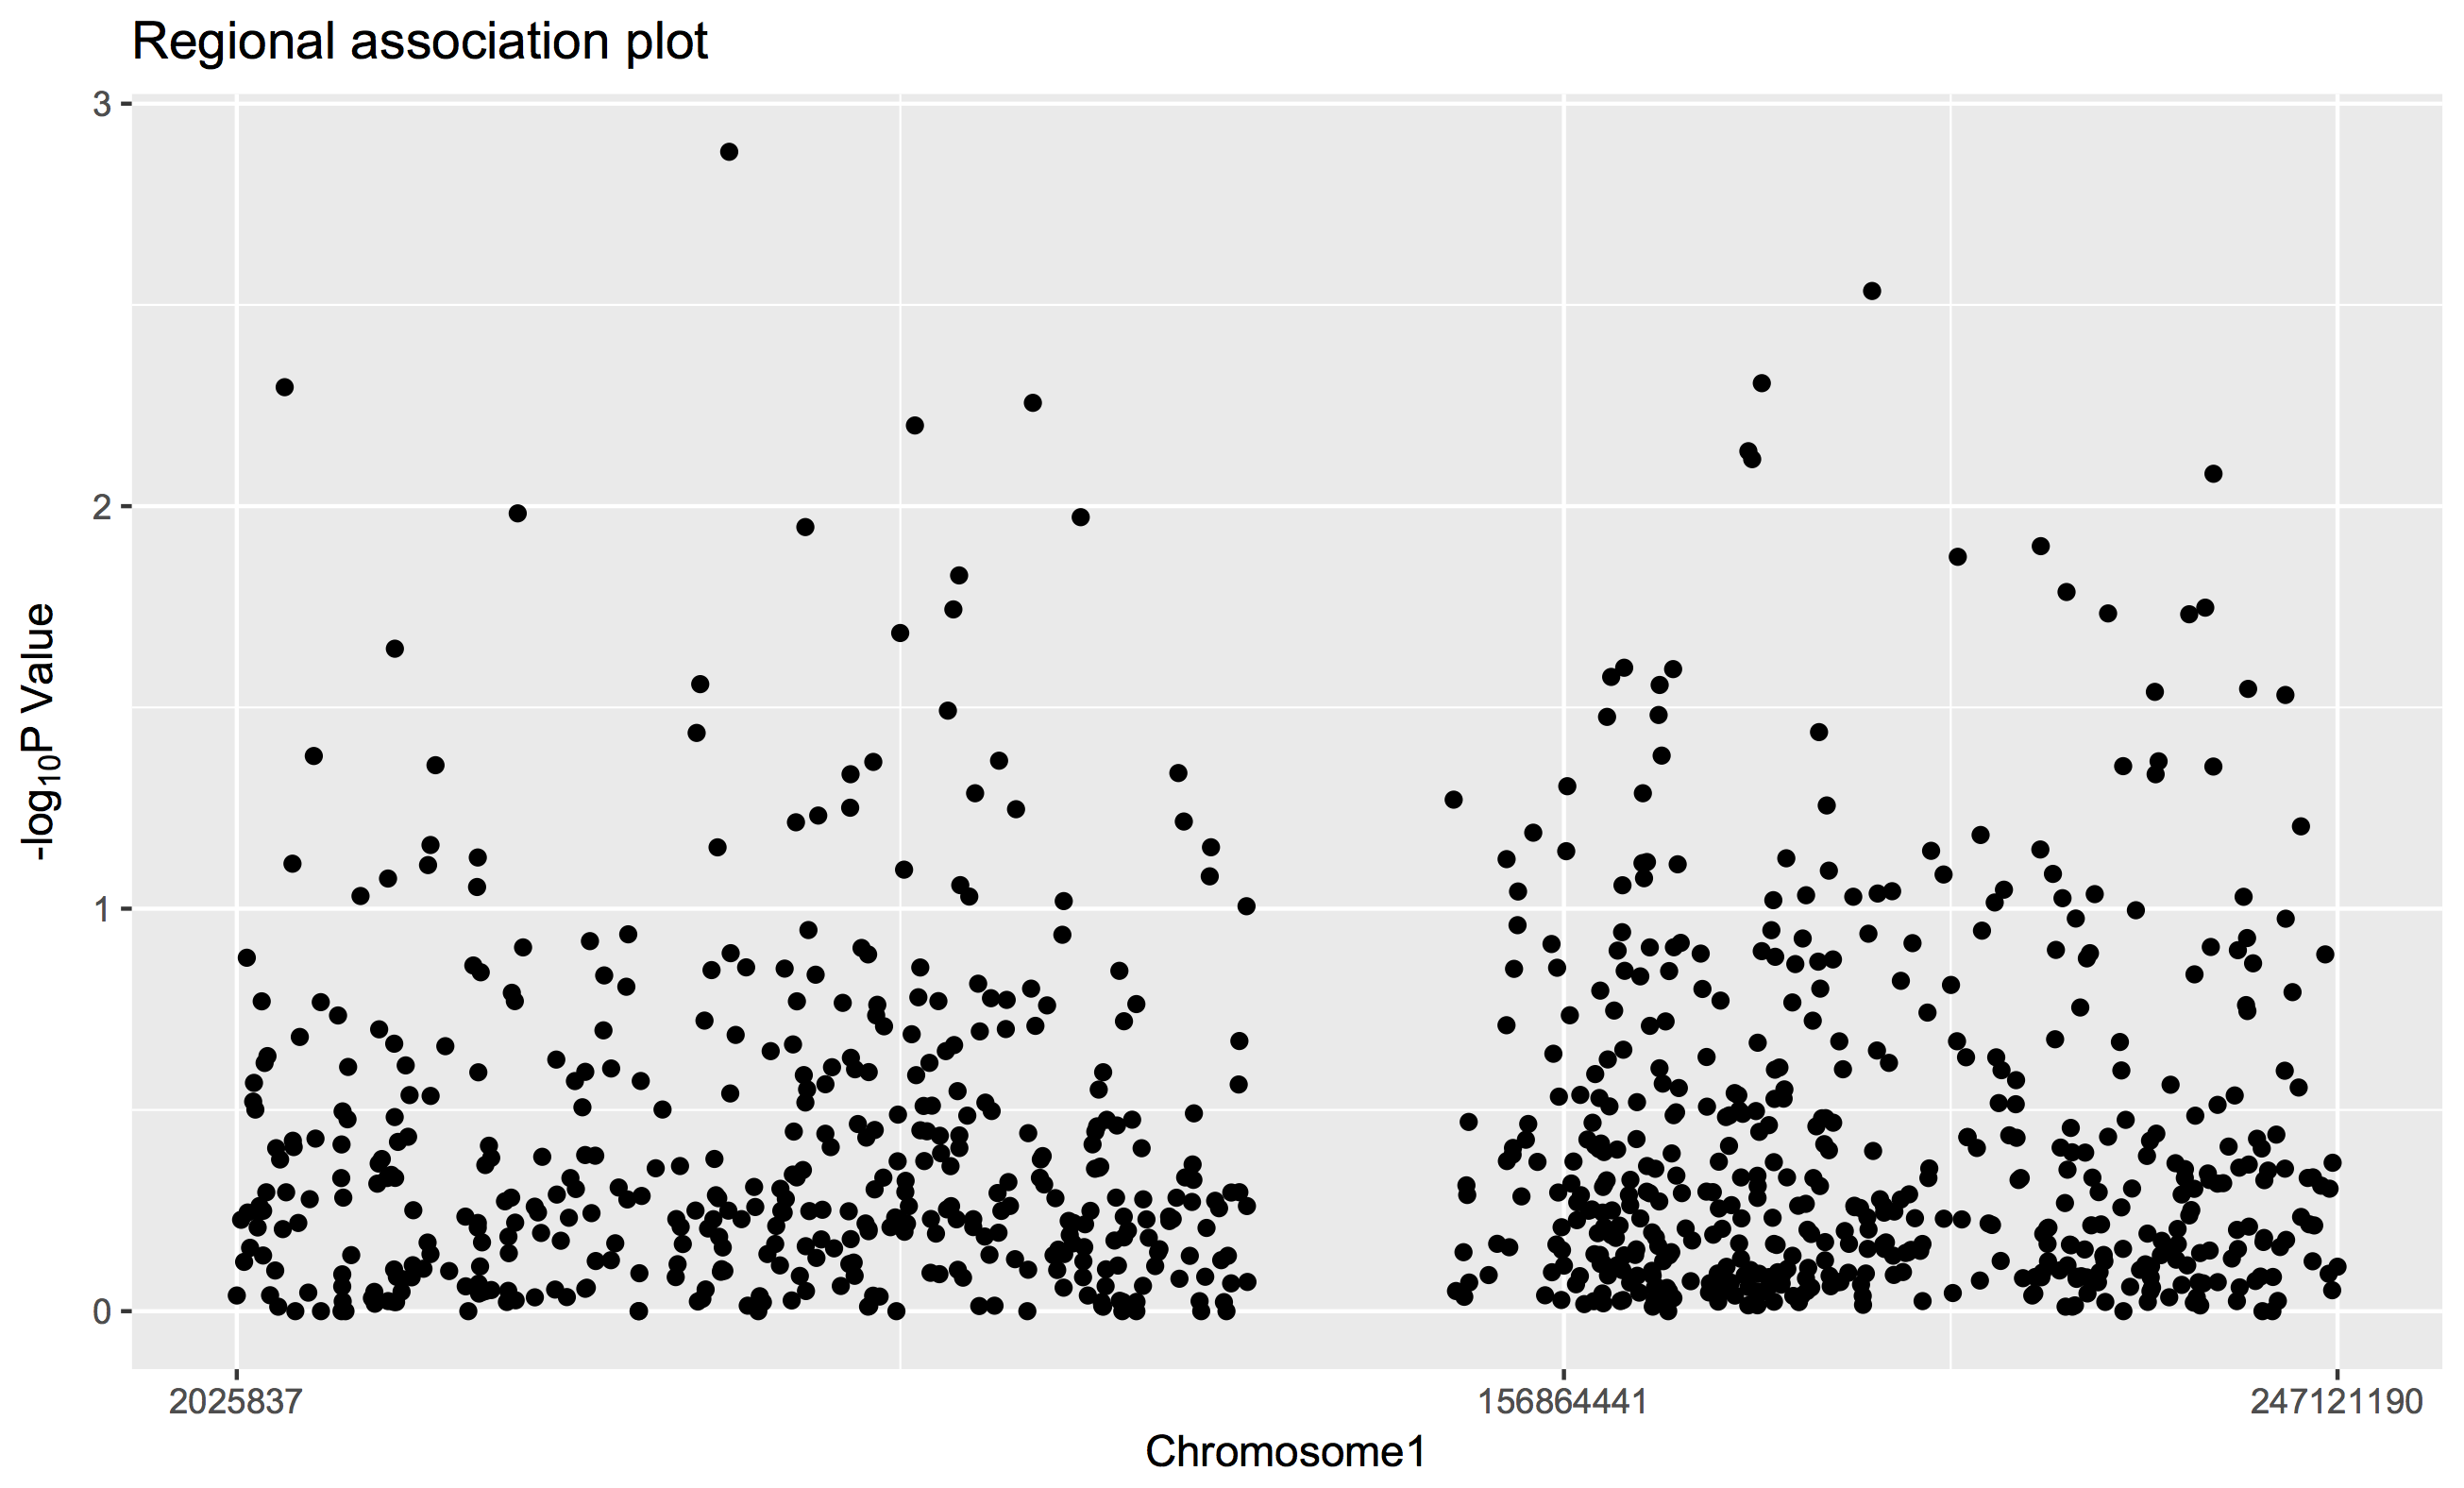 Regional association plot
3
2
1
0
-log10P Value
2025837
156864441
247121190
Chromosome1